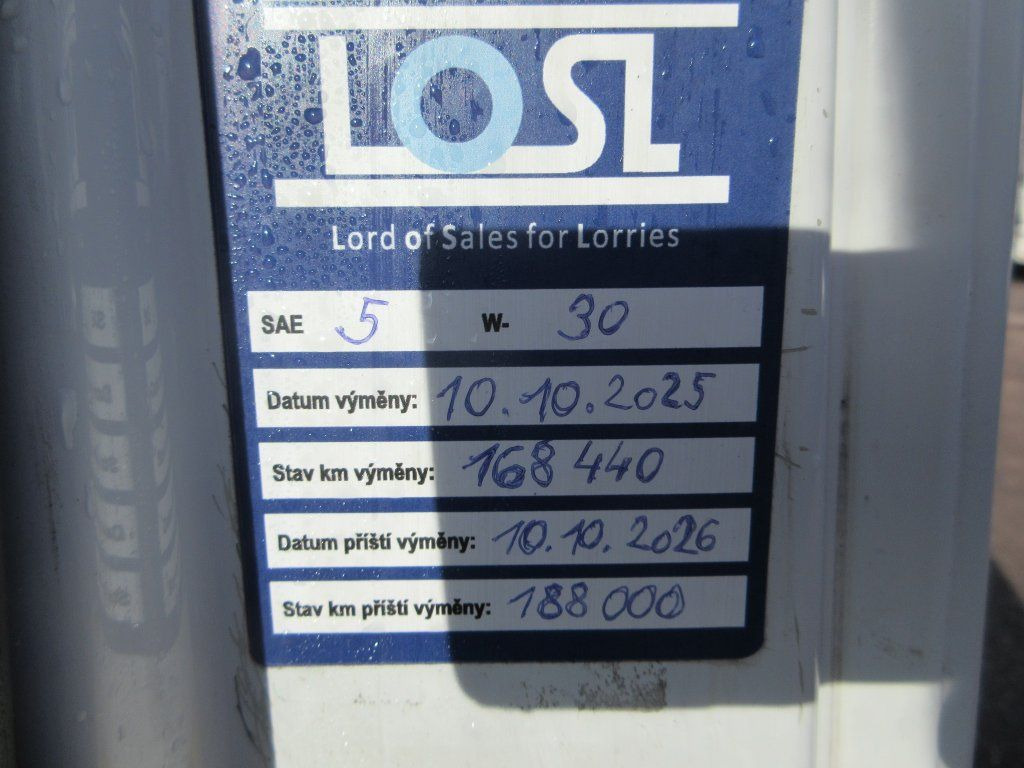 LOSL
Lord of Sales for Lorries
SAE 5 W- 30
Datum výměny: 10.10.2025
Stav km výměny: 168 440
Datum příští výměny: 10.10.2026
Stav km příští výměny: 188 000